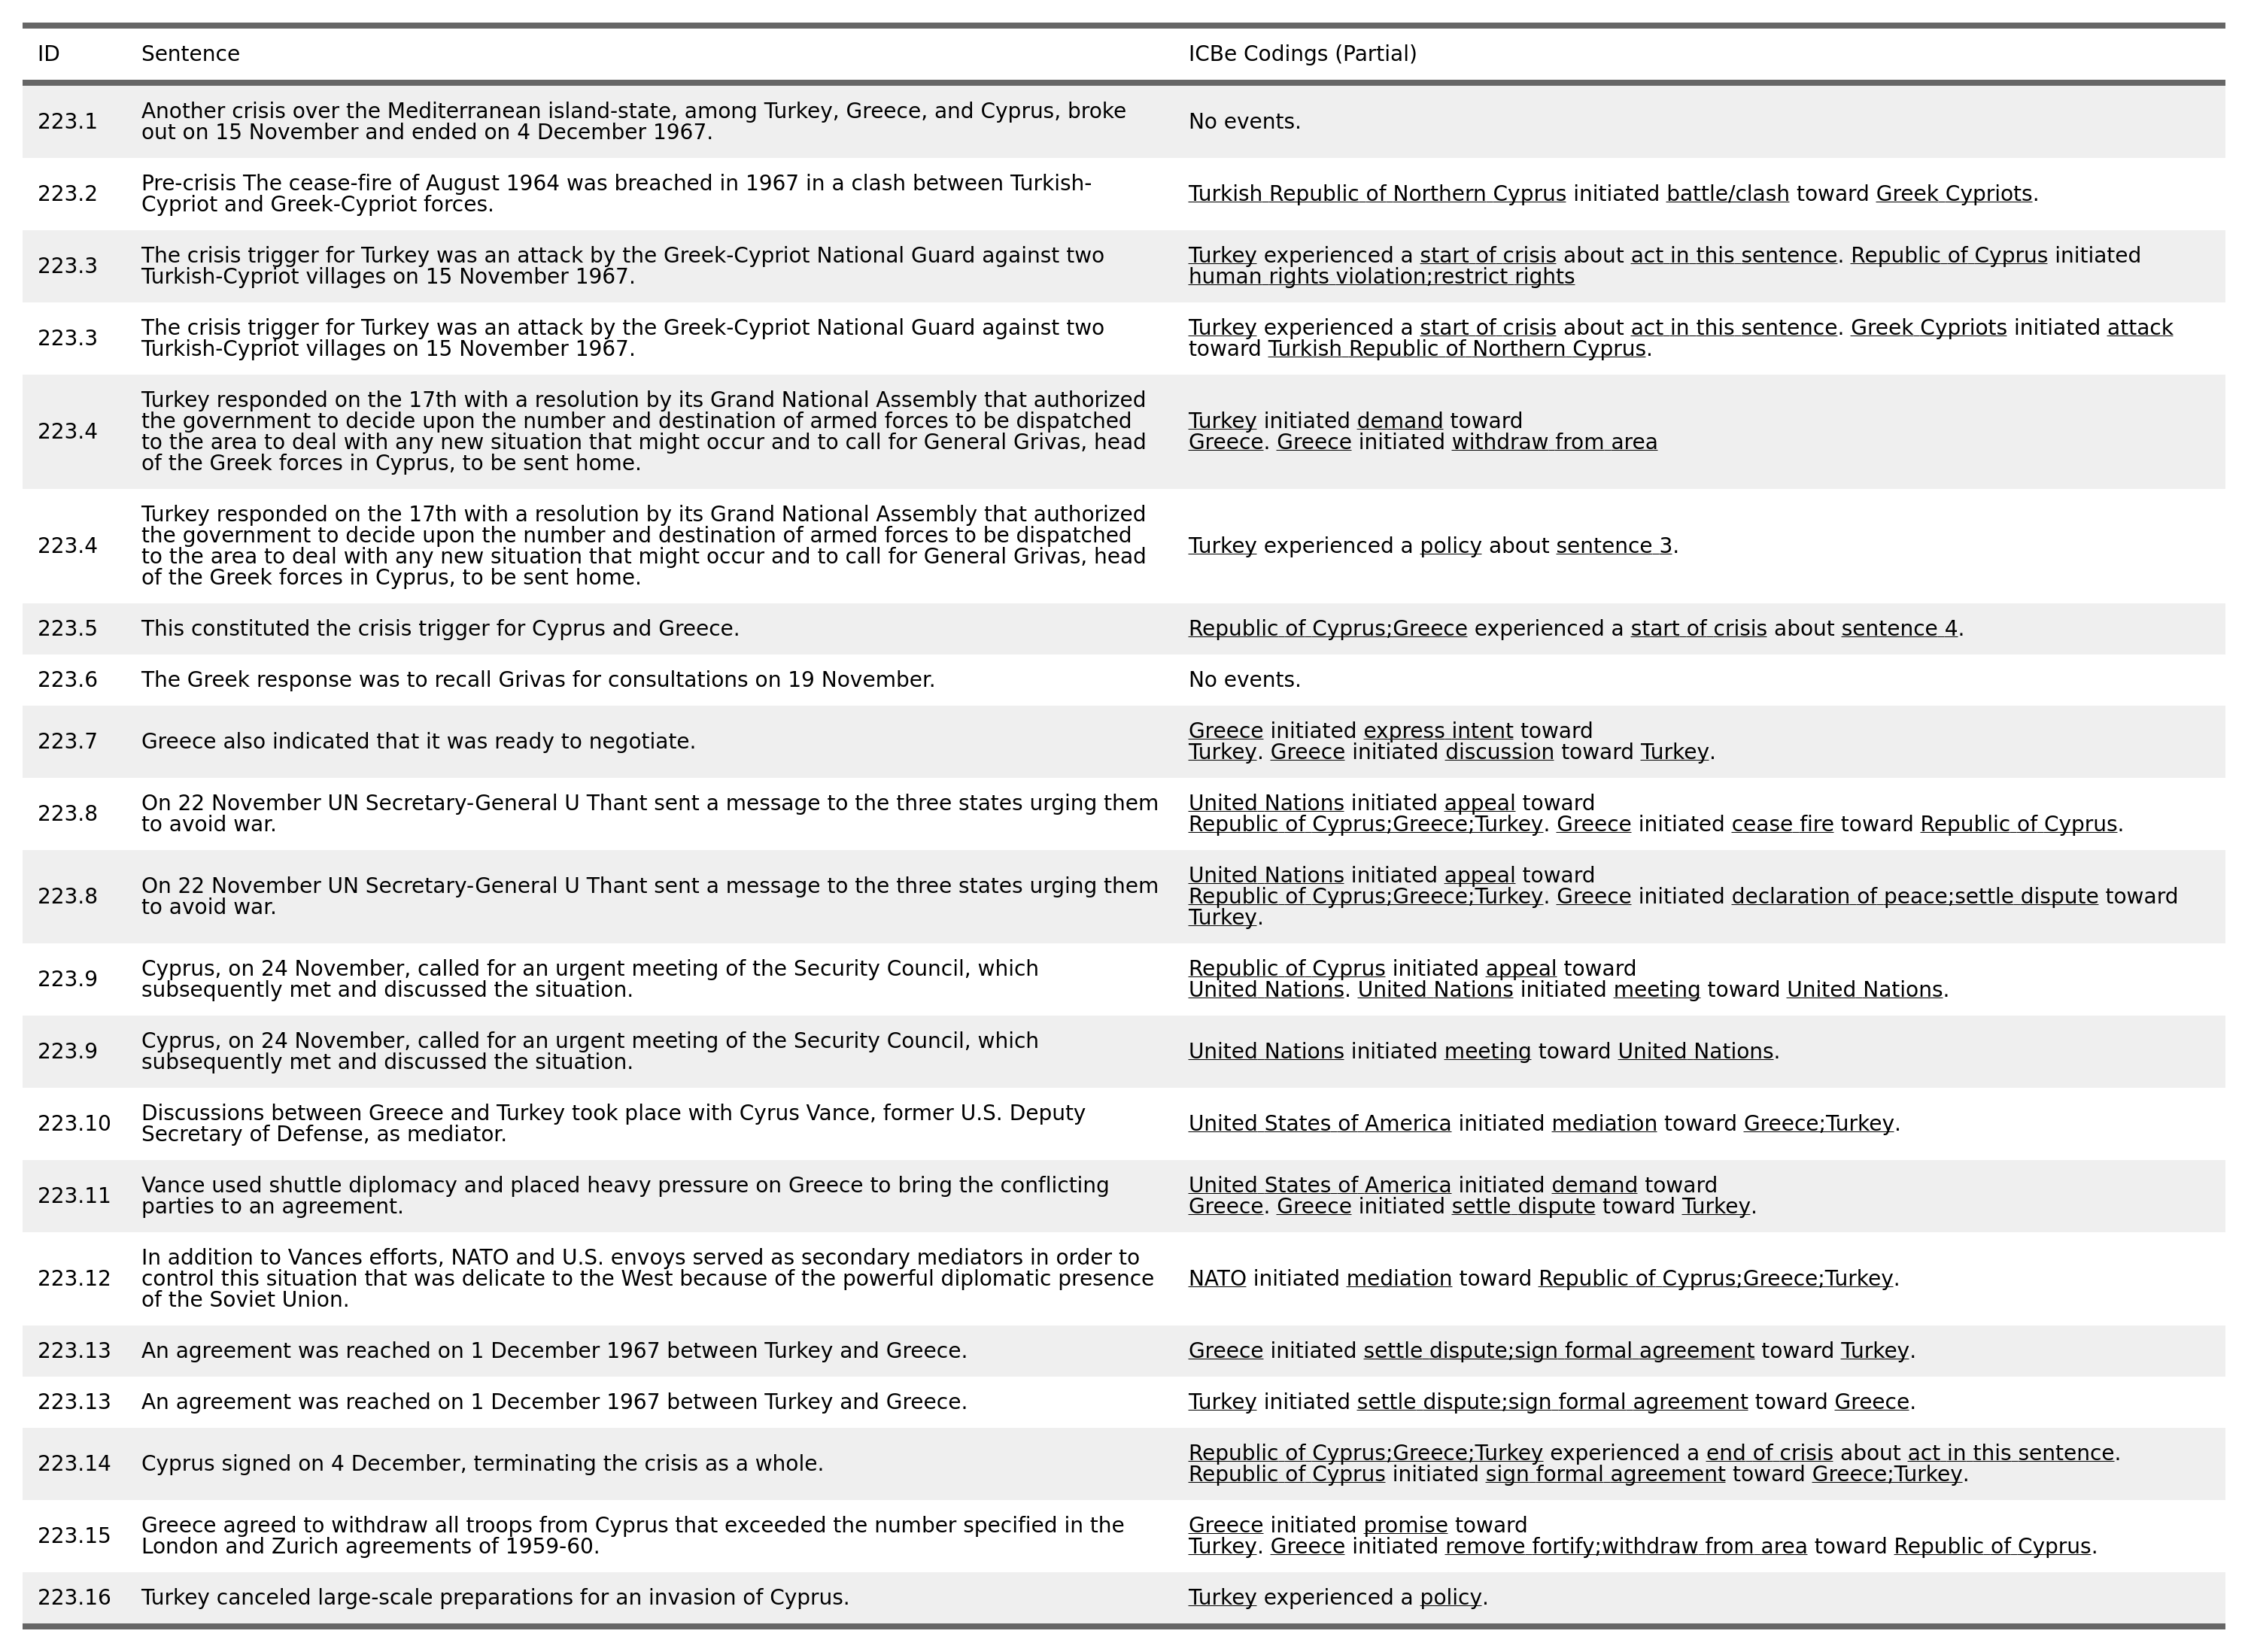 ID Sentence ICBe Codings (Partial)
223.1 Another crisis over the Mediterranean island-state, among Turkey, Greece, and Cyprus, broke
out on 15 November and ended on 4 December 1967.
No events.
223.2 Pre-crisis The cease-fire of August 1964 was breached in 1967 in a clash between Turkish-
Cypriot and Greek-Cypriot forces.
Turkish Republic of Northern Cyprus initiated battle/clash toward Greek Cypriots.
223.3 The crisis trigger for Turkey was an attack by the Greek-Cypriot National Guard against two
Turkish-Cypriot villages on 15 November 1967.
Turkey experienced a start of crisis about act in this sentence. Republic of Cyprus initiated
human rights violation;restrict rights
223.3 The crisis trigger for Turkey was an attack by the Greek-Cypriot National Guard against two
Turkish-Cypriot villages on 15 November 1967.
Turkey experienced a start of crisis about act in this sentence. Greek Cypriots initiated attack
toward Turkish Republic of Northern Cyprus.
223.4 Turkey responded on the 17th with a resolution by its Grand National Assembly that authorized
the government to decide upon the number and destination of armed forces to be dispatched
to the area to deal with any new situation that might occur and to call for General Grivas, head
of the Greek forces in Cyprus, to be sent home.
Turkey initiated demand toward
Greece. Greece initiated withdraw from area
223.4 Turkey responded on the 17th with a resolution by its Grand National Assembly that authorized
the government to decide upon the number and destination of armed forces to be dispatched
to the area to deal with any new situation that might occur and to call for General Grivas, head
of the Greek forces in Cyprus, to be sent home.
Turkey experienced a policy about sentence 3.
223.5 This constituted the crisis trigger for Cyprus and Greece.
Republic of Cyprus;Greece experienced a start of crisis about sentence 4.
223.6 The Greek response was to recall Grivas for consultations on 19 November.
No events.
223.7 Greece also indicated that it was ready to negotiate.
Greece initiated express intent toward
Turkey. Greece initiated discussion toward Turkey.
223.8 On 22 November UN Secretary-General U Thant sent a message to the three states urging them
to avoid war.
United Nations initiated appeal toward
Republic of Cyprus;Greece;Turkey. Greece initiated cease fire toward Republic of Cyprus.
223.8 On 22 November UN Secretary-General U Thant sent a message to the three states urging them
to avoid war.
United Nations initiated appeal toward
Republic of Cyprus;Greece;Turkey. Greece initiated declaration of peace;settle dispute toward
Turkey.
223.9 Cyprus, on 24 November, called for an urgent meeting of the Security Council, which
subsequently met and discussed the situation.
Republic of Cyprus initiated appeal toward
United Nations. United Nations initiated meeting toward United Nations.
223.9 Cyprus, on 24 November, called for an urgent meeting of the Security Council, which
subsequently met and discussed the situation.
United Nations initiated meeting toward United Nations.
223.10 Discussions between Greece and Turkey took place with Cyrus Vance, former U.S. Deputy
Secretary of Defense, as mediator.
United States of America initiated mediation toward Greece;Turkey.
223.11 Vance used shuttle diplomacy and placed heavy pressure on Greece to bring the conflicting
parties to an agreement.
United States of America initiated demand toward
Greece. Greece initiated settle dispute toward Turkey.
223.12 In addition to Vances efforts, NATO and U.S. envoys served as secondary mediators in order to
control this situation that was delicate to the West because of the powerful diplomatic presence
of the Soviet Union.
NATO initiated mediation toward Republic of Cyprus;Greece;Turkey.
223.13 An agreement was reached on 1 December 1967 between Turkey and Greece.
Greece initiated settle dispute;sign formal agreement toward Turkey.
223.13 An agreement was reached on 1 December 1967 between Turkey and Greece.
Turkey initiated settle dispute;sign formal agreement toward Greece.
223.14 Cyprus signed on 4 December, terminating the crisis as a whole.
Republic of Cyprus;Greece;Turkey experienced a end of crisis about act in this sentence.
Republic of Cyprus initiated sign formal agreement toward Greece;Turkey.
223.15 Greece agreed to withdraw all troops from Cyprus that exceeded the number specified in the
London and Zurich agreements of 1959-60.
Greece initiated promise toward
Turkey. Greece initiated remove fortify;withdraw from area toward Republic of Cyprus.
223.16 Turkey canceled large-scale preparations for an invasion of Cyprus.
Turkey experienced a policy.